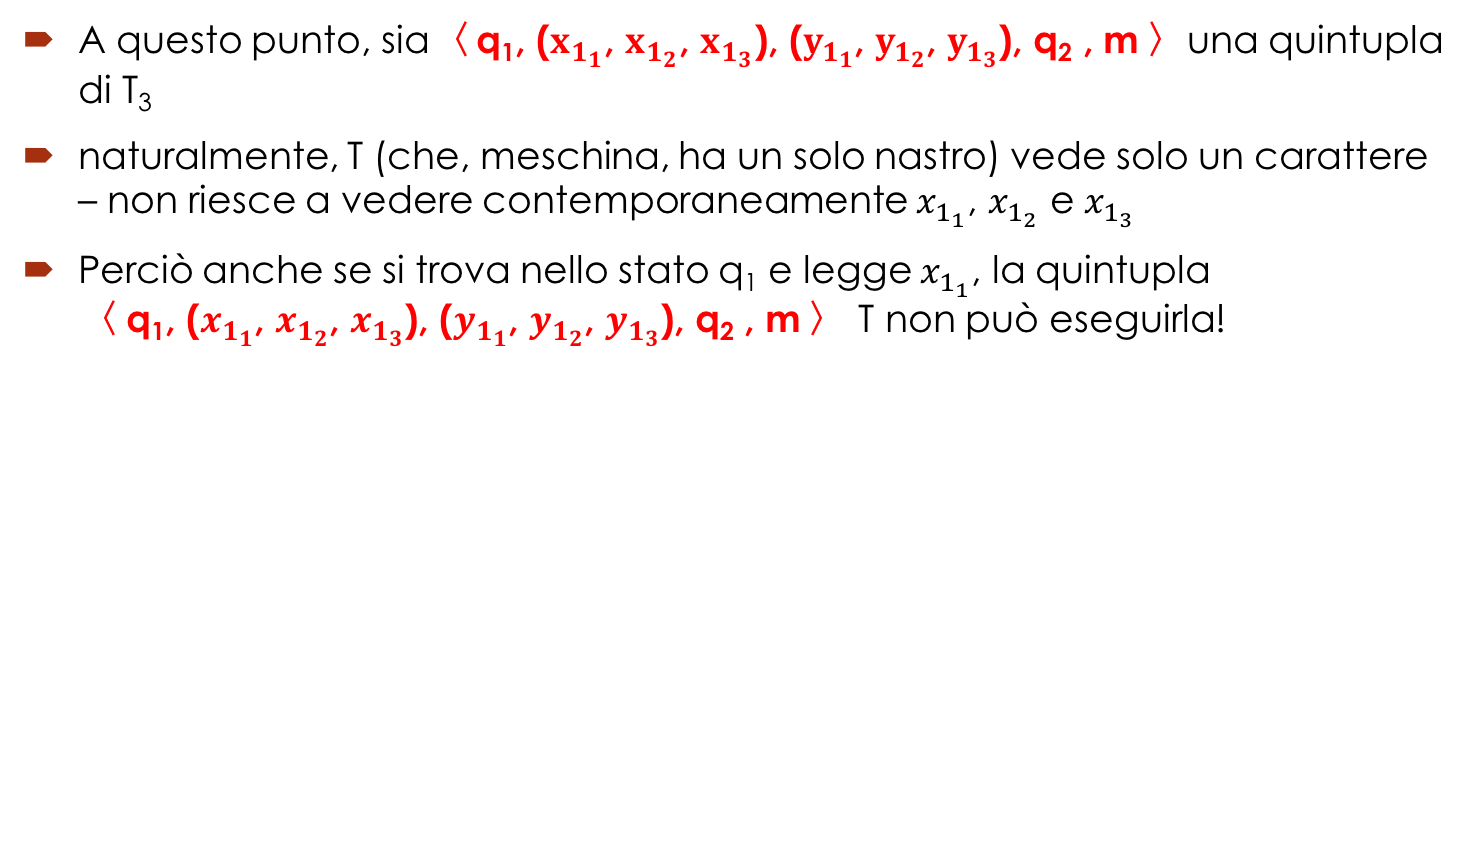 A questo punto, sia 〈 q₁, (x₁₁, x₁₂, x₁₃), (y₁₁, y₁₂, y₁₃), q₂ , m 〉 una quintupla
di T₃
naturalmente, T (che, meschina, ha un solo nastro) vede solo un carattere
– non riesce a vedere contemporaneamente x₁₁, x₁₂ e x₁₃
Perciò anche se si trova nello stato q₁ e legge x₁₁, la quintupla
〈 q₁, (x₁₁, x₁₂, x₁₃), (y₁₁, y₁₂, y₁₃), q₂ , m 〉 T non può eseguirla!